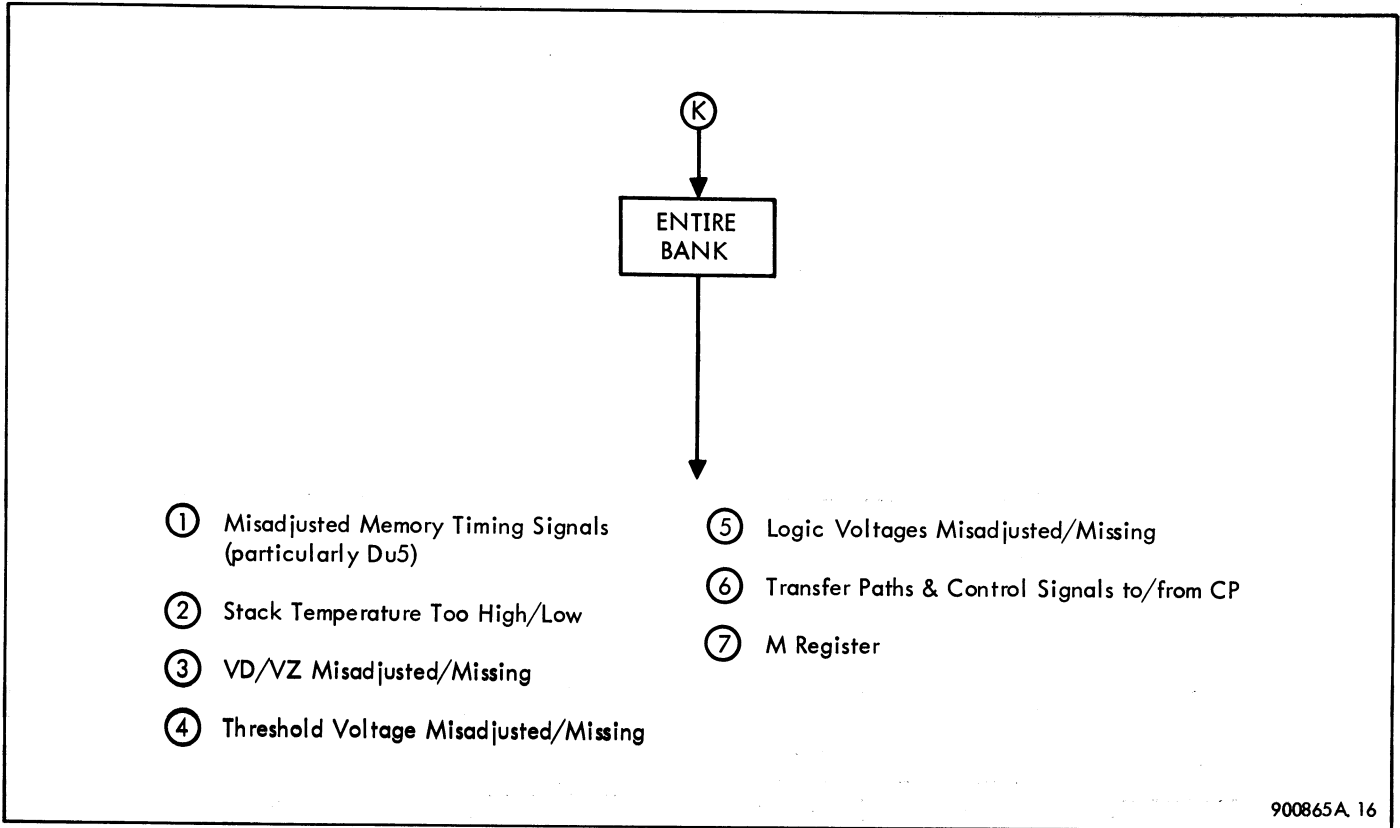 K
ENTIRE
BANK
1 Misadjusted Memory Timing Signals
(particularly Du5)
2 Stack Temperature Too High/Low
3 VD/VZ Misadjusted/Missing
4 Threshold Voltage Misadjusted/Missing
5 Logic Voltages Misadjusted/Missing
6 Transfer Paths & Control Signals to/from CP
7 M Register
900865A. 16